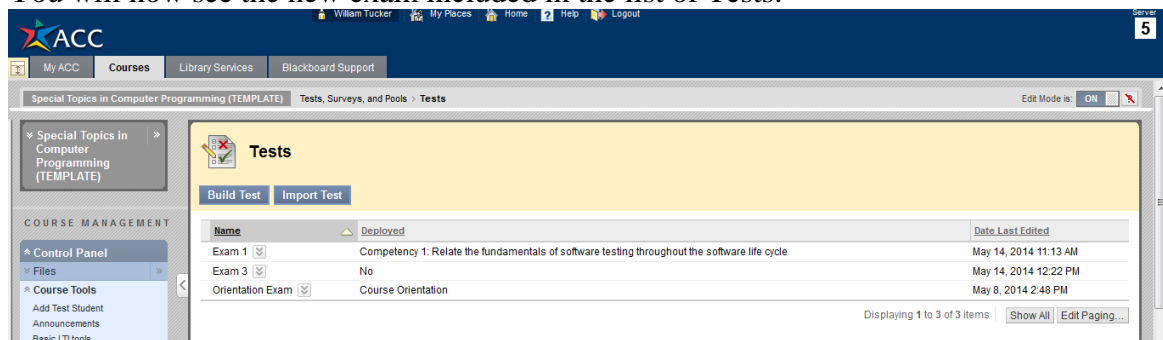 You will now see the new exam included in the list of Tests.
William Tucker My Places Home ? Help Logout
Server
5
ACC
My ACC Courses Library Services Blackboard Support
Special Topics in Computer Programming (TEMPLATE) Tests, Surveys, and Pools > Tests Edit Mode is: ON
Special Topics in
Computer
Programming
(TEMPLATE)
Tests
Build Test Import Test
COURSE MANAGEMENT
Control Panel
Files
Course Tools
Add Test Student
Announcements
Basic LTI tools
Name Deployed Date Last Edited
Exam 1 Competency 1: Relate the fundamentals of software testing throughout the software life cycle May 14, 2014 11:13 AM
Exam 3 No May 14, 2014 12:22 PM
Orientation Exam Course Orientation May 8, 2014 2:48 PM
Displaying 1 to 3 of 3 items Show All Edit Paging...